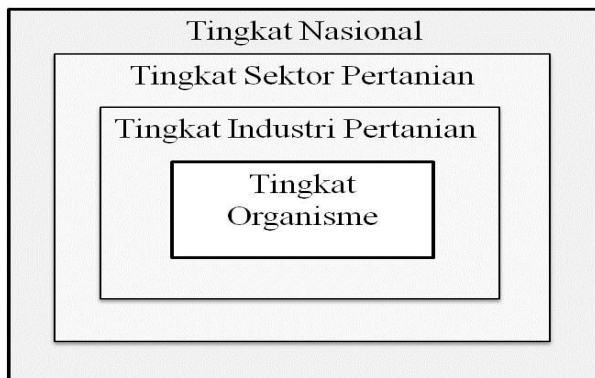 Tingkat Nasional
Tingkat Sektor Pertanian
Tingkat Industri Pertanian
Tingkat
Organisme